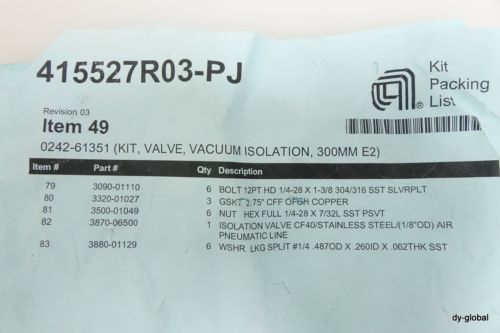 415527R03-PJ
Kit
Packing
List
Revision 03
Item 49
0242-61351 (KIT, VALVE, VACUUM ISOLATION, 300MM E2)
Item # Part # Qty Description
79 3090-01110 6 BOLT 12PT HD 1/4-28 X 1-3/8 304/316 SST SLVRPLT
80 3320-01027 3 GSKT 2.75" CFF OFGH COPPER
81 3500-01049 6 NUT HEX FULL 1/4-28 X 7/32L SST PSVT
82 3870-06500 1 ISOLATION VALVE CF40/STAINLESS STEEL/(1/8"OD) AIR
PNEUMATIC LINE
83 3880-01129 6 WSHR LKG SPLIT #1/4 .487OD X .260ID X .062THK SST
dy-global